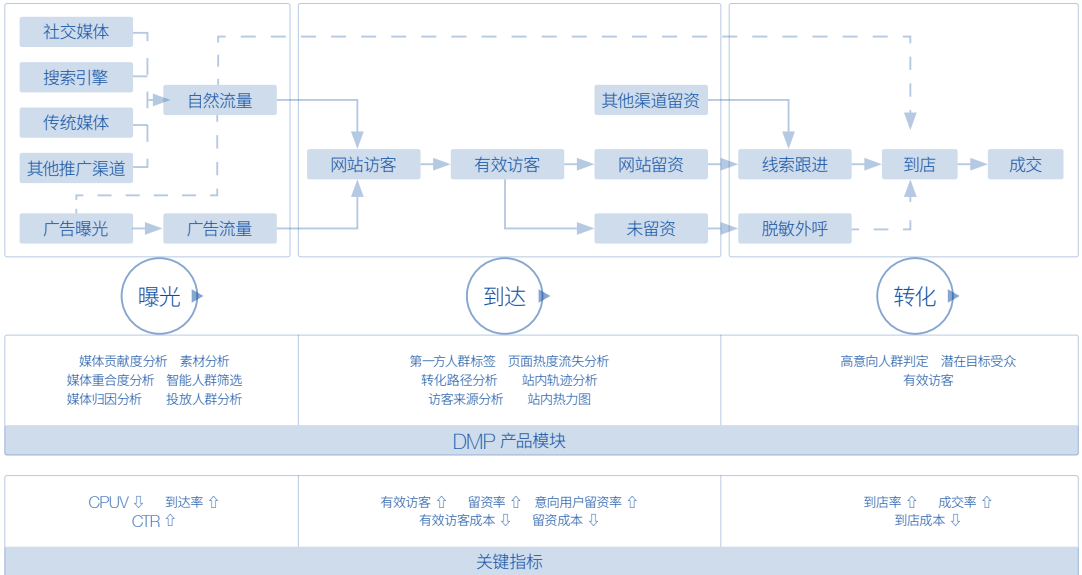 社交媒体
搜索引擎
传统媒体
其他推广渠道
广告曝光
自然流量
广告流量
网站访客
有效访客
其他渠道留资
网站留资
未留资
线索跟进
脱敏外呼
到店
成交
曝光
到达
转化
媒体贡献度分析 素材分析
媒体重合度分析 智能人群筛选
媒体归因分析 投放人群分析
第一方人群标签 页面热度流失分析
转化路径分析 站内轨迹分析
访客来源分析 站内热力图
高意向人群判定 潜在目标受众
有效访客
DMP 产品模块
CPUV ⇩ 到达率 ⇧
CTR ⇧
有效访客 ⇧ 留资率 ⇧ 意向用户留资率 ⇧
有效访客成本 ⇩ 留资成本 ⇩
到店率 ⇧ 成交率 ⇧
到店成本 ⇩
关键指标